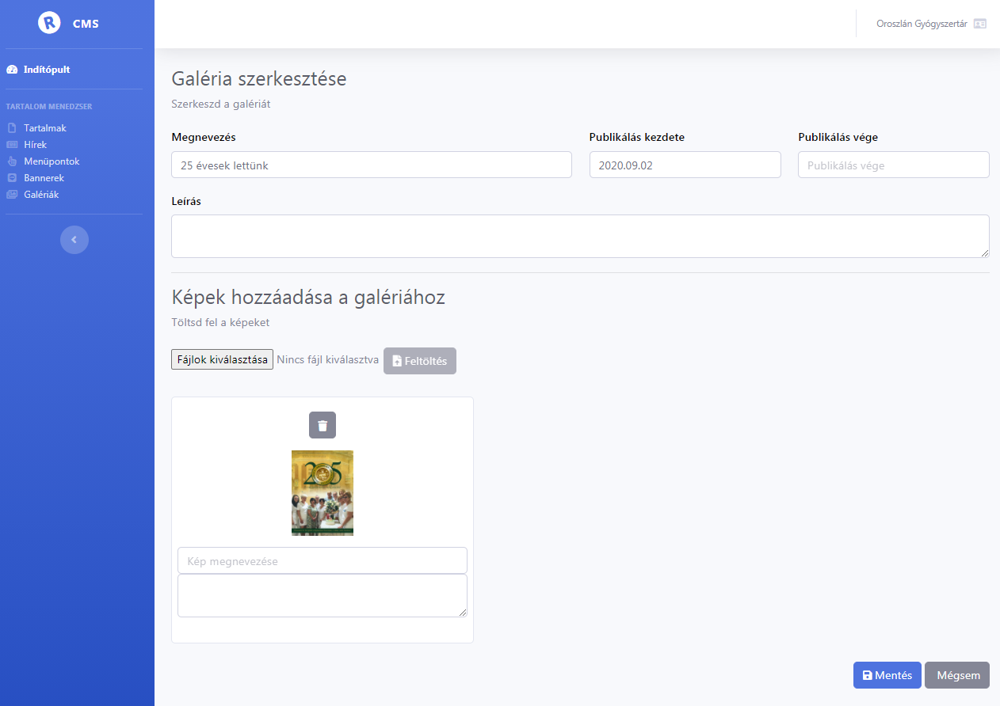 R CMS
Oroszlán Gyógyszertár
Indítópult
TARTALOM MENEDZSER
Tartalmak
Hírek
Menüpontok
Bannerek
Galériák
Galéria szerkesztése
Szerkeszd a galériát
Megnevezés Publikálás kezdete Publikálás vége
25 évesek lettünk 2020.09.02 Publikálás vége
Leírás
Képek hozzáadása a galériához
Töltsd fel a képeket
Fájlok kiválasztása Nincs fájl kiválasztva Feltöltés
Kép megnevezése
Mentés Mégsem